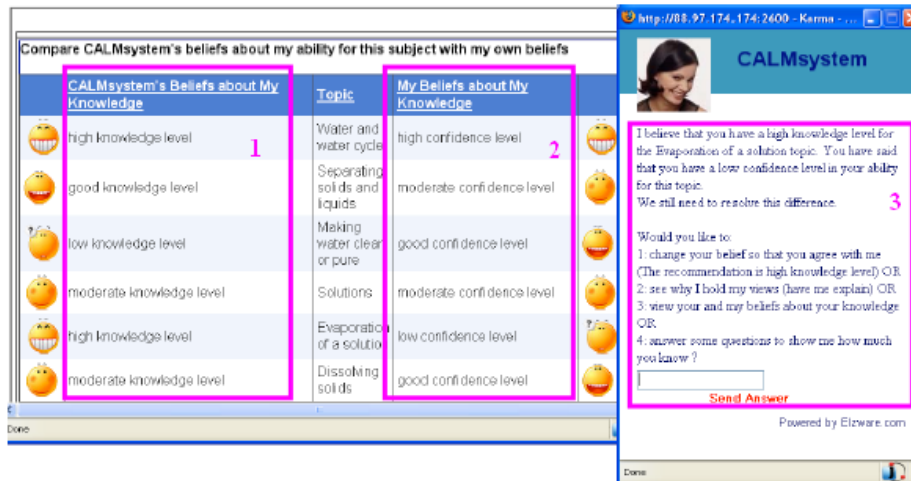 Compare CALMsystem's beliefs about my ability for this subject with my own beliefs
CALMsystem's Beliefs about My
Knowledge
Topic
My Beliefs about My
Knowledge
high knowledge level
1
Water and
water cycle
high confidence level
2
good knowledge level
Separating
solids and
liquids
moderate confidence level
low knowledge level
Making
water clean
or pure
good confidence level
moderate knowledge level
Solutions
moderate confidence level
high knowledge level
Evaporation
of a solutio
low confidence level
moderate knowledge level
Dissolving
solids
good confidence level
Done
http://88.97.174.174:2600 - Karma - ...
CALMsystem
I believe that you have a high knowledge level for
the Evaporation of a solution topic. You have said
that you have a low confidence level in your ability
for this topic.
We still need to resolve this difference.
3
Would you like to:
1: change your belief so that you agree with me
(The recommendation is high knowledge level) OR
2: see why I hold my views (have me explain) OR
3: view your and my beliefs about your knowledge
OR
4: answer some questions to show me how much
you know ?
Send Answer
Powered by Elzware.com
Done